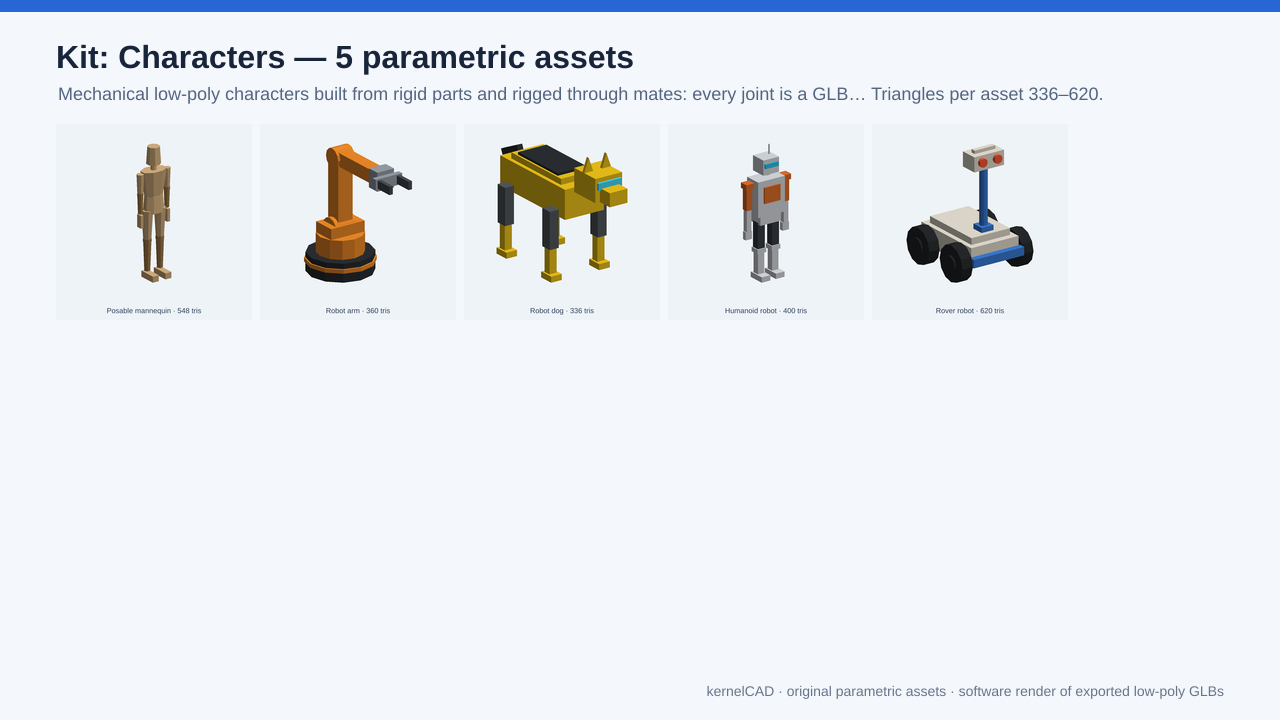 Kit: Characters — 5 parametric assets
Mechanical low-poly characters built from rigid parts and rigged through mates: every joint is a GLB… Triangles per asset 336–620.
Posable mannequin · 548 tris
Robot arm · 360 tris
Robot dog · 336 tris
Humanoid robot · 400 tris
Rover robot · 620 tris
kernelCAD · original parametric assets · software render of exported low-poly GLBs